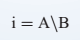 i = A\B